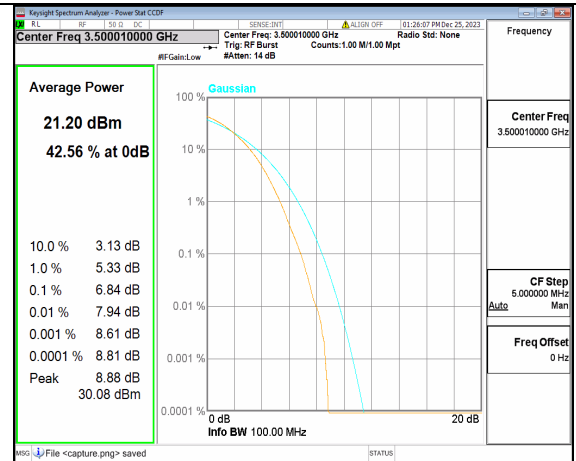 Keysight Spectrum Analyzer - Power Stat CCDF
RL RF 50 Ω DC SENSE:INT ALIGN OFF 01:26:07 PM Dec 25, 2023
Center Freq 3.500010000 GHz Center Freq: 3.500010000 GHz Radio Std: None Frequency
Trig: RF Burst Counts:1.00 M/1.00 Mpt
#IFGain:Low #Atten: 14 dB
Average Power
21.20 dBm
42.56 % at 0dB
10.0 % 3.13 dB
1.0 % 5.33 dB
0.1 % 6.84 dB
0.01 % 7.94 dB
0.001 % 8.61 dB
0.0001 % 8.81 dB
Peak 8.88 dB
30.08 dBm
Gaussian
100 %
10 %
1 %
0.1 %
0.01 %
0.001 %
0.0001 %
0 dB 20 dB
Info BW 100.00 MHz
Center Freq
3.500010000 GHz
CF Step
5.000000 MHz
Auto Man
Freq Offset
0 Hz
MSG File <capture.png> saved STATUS